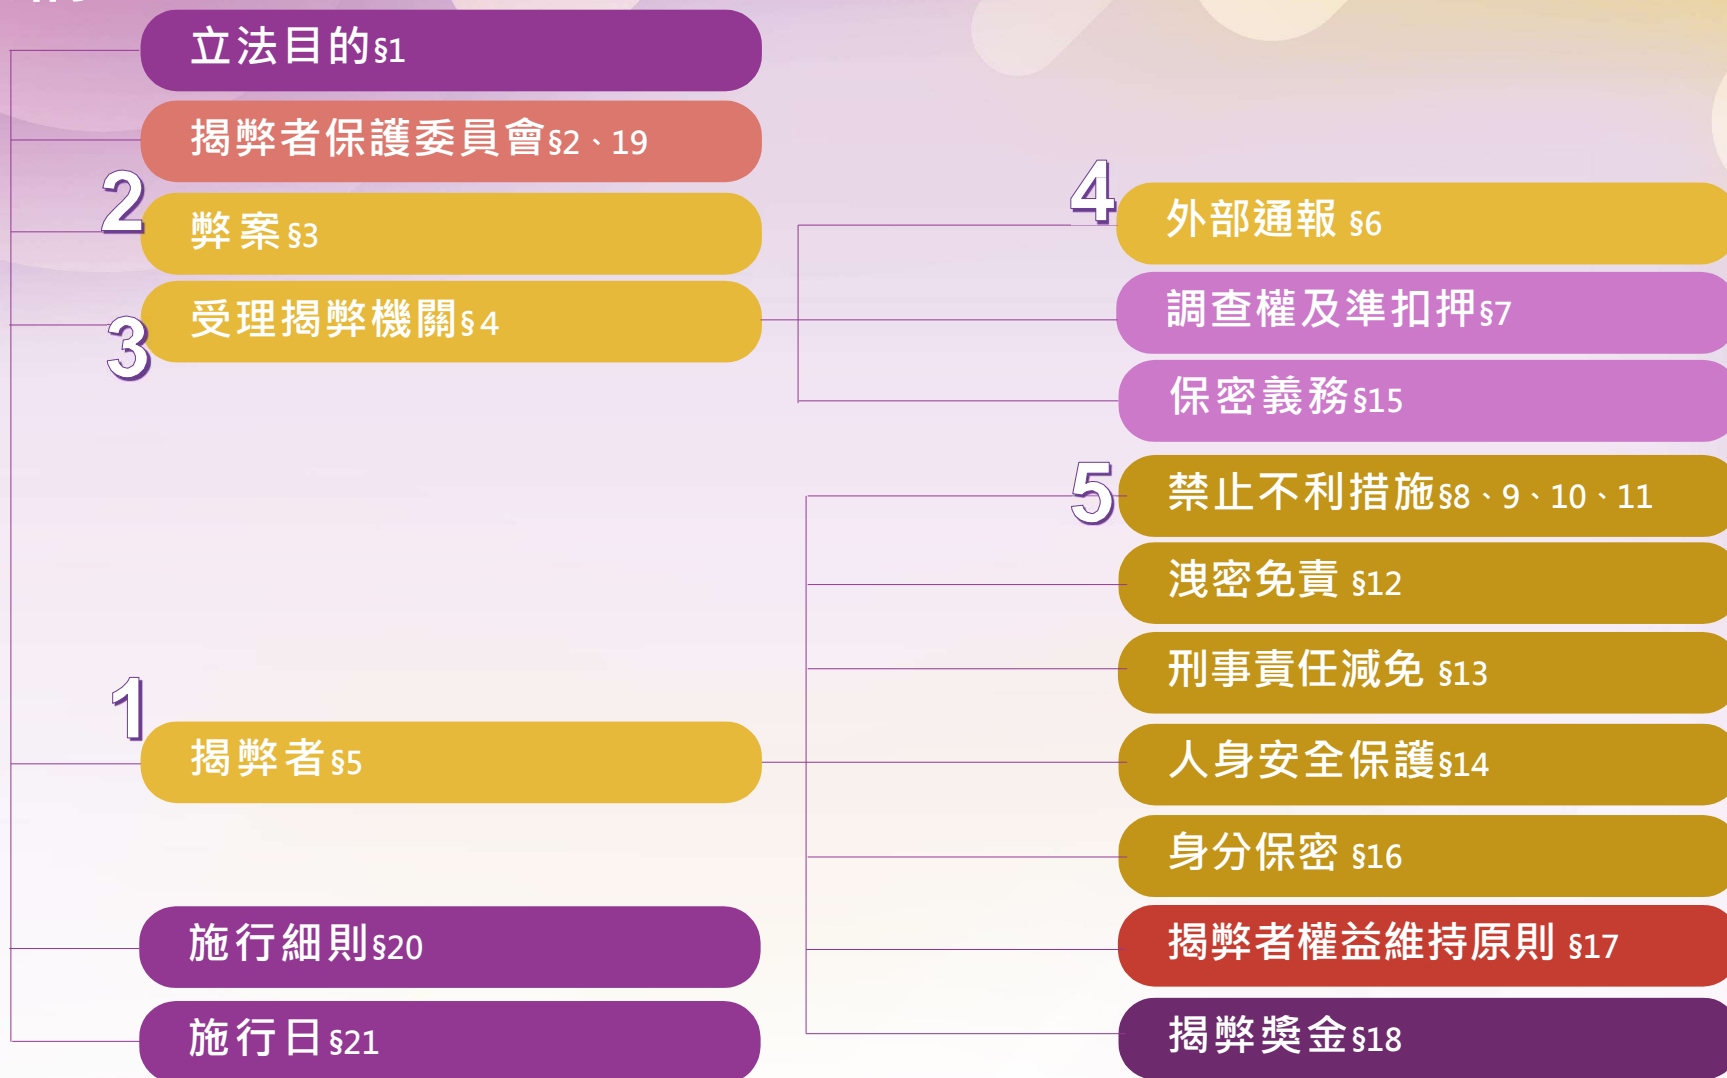 立法目的§1
揭弊者保護委員會§2、19
2
弊案§3
受理揭弊機關§4
3
4
外部通報 §6
調查權及準扣押§7
保密義務§15
1
揭弊者§5
5
禁止不利措施§8、9、10、11
洩密免責 §12
刑事責任減免 §13
人身安全保護§14
身分保密 §16
揭弊者權益維持原則 §17
揭弊獎金§18
施行細則§20
施行日§21